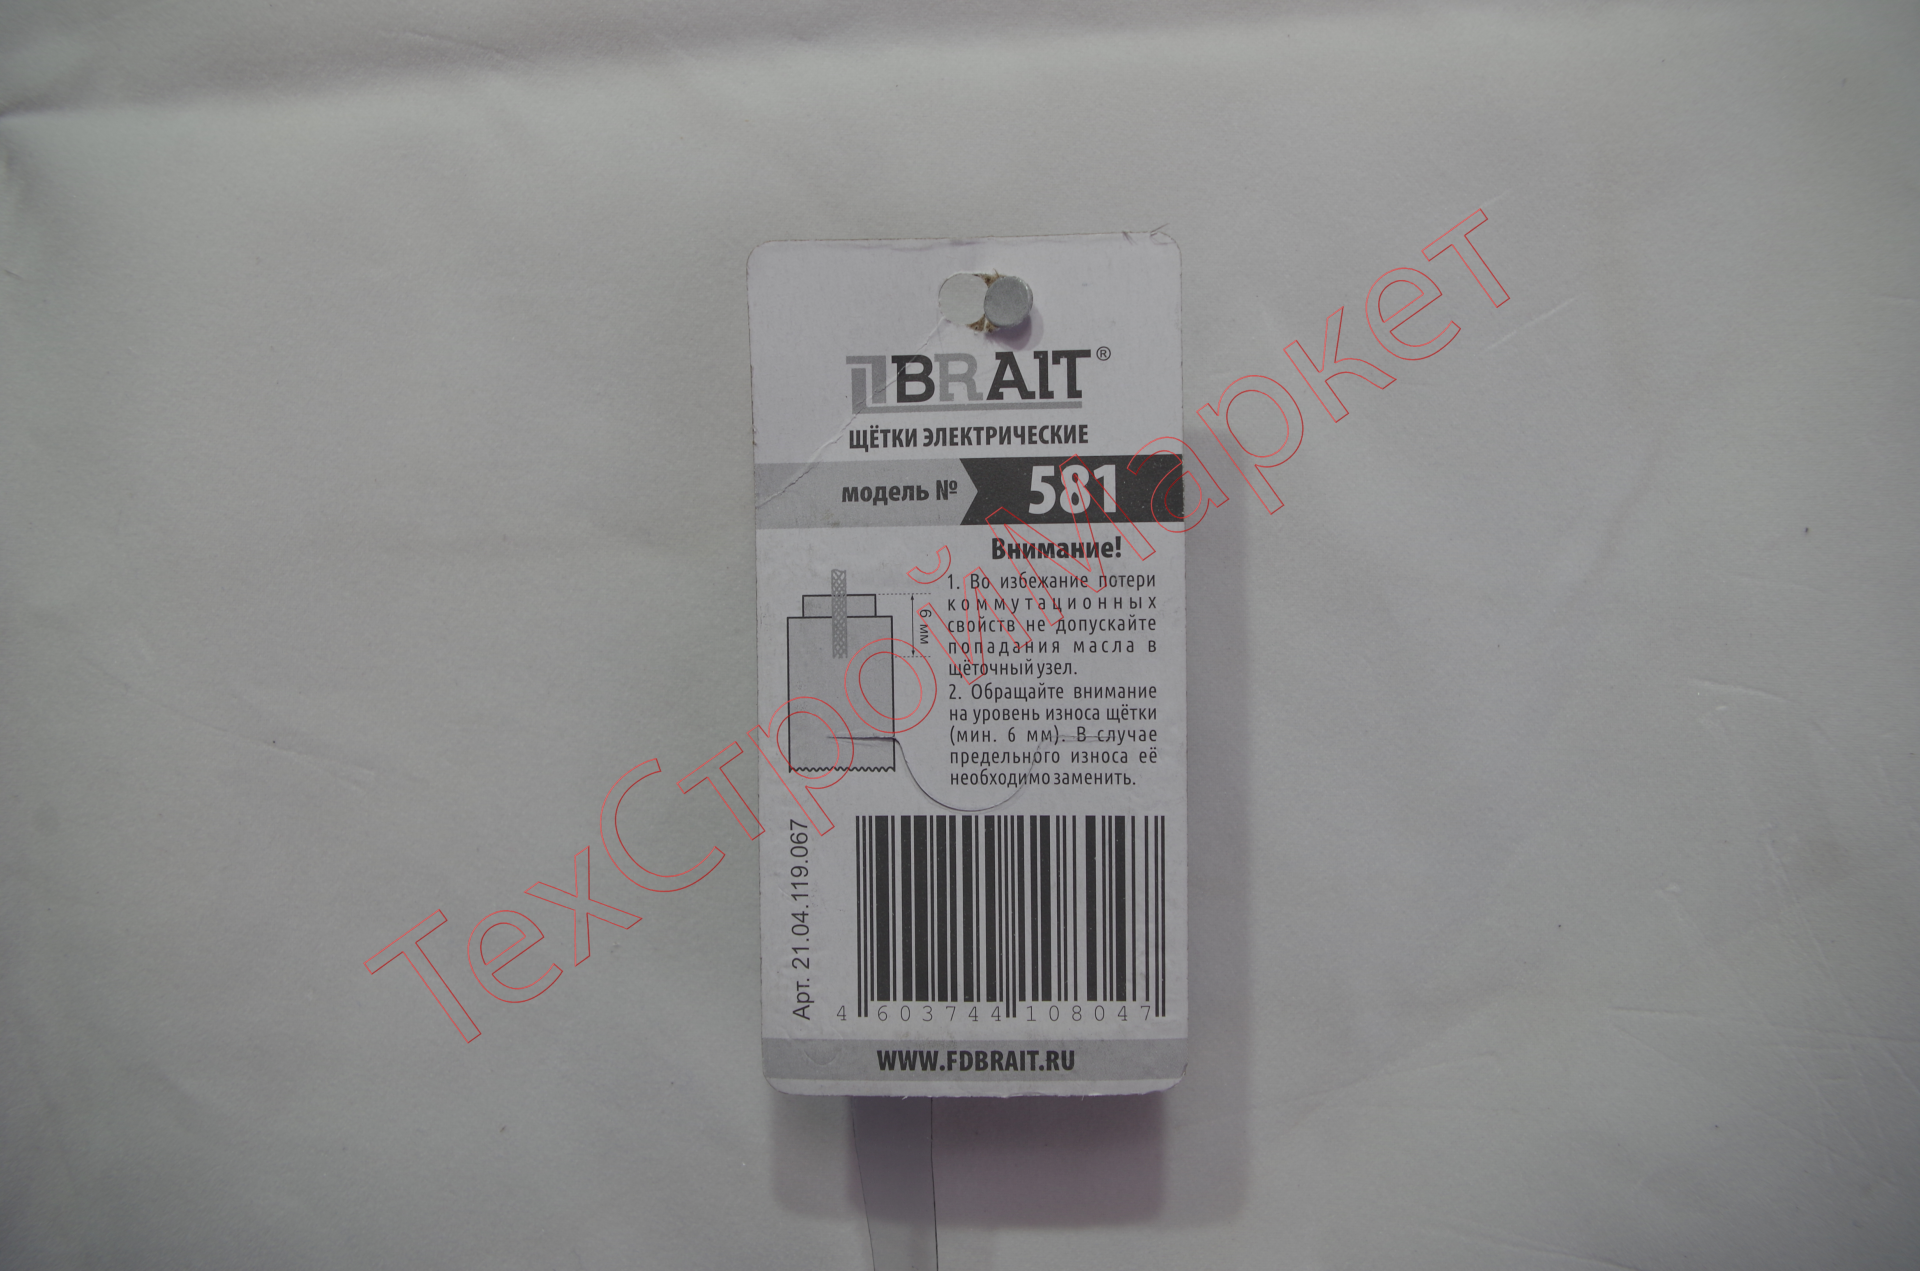 BRAIT®
ЩЁТКИ ЭЛЕКТРИЧЕСКИЕ
модель № 581
Внимание!
1. Во избежание потери
коммутационных
свойств не допускайте
попадания масла в
щёточный узел.
2. Обращайте внимание
на уровень износа щётки
(мин. 6 мм). В случае
предельного износа её
необходимо заменить.
6 мм
Арт. 21.04.119.067
4 603744 108047
WWW.FDBRAIT.RU
ТехСтройМаркет